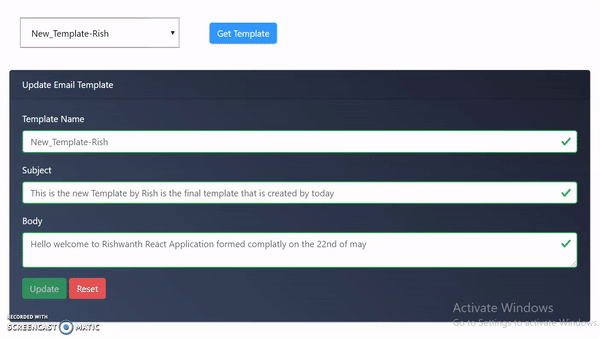 New_Template-Rish
Get Template
Update Email Template
Template Name
New_Template-Rish
Subject
This is the new Template by Rish is the final template that is created by today
Body
Hello welcome to Rishwanth React Application formed complatly on the 22nd of may
Update
Reset
Activate Windows
Go to Settings to activate Windows.
RECORDED WITH
SCREENCAST MATIC